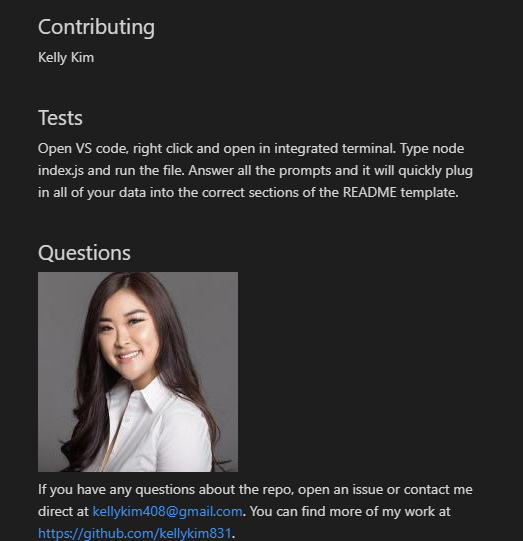 Contributing
Kelly Kim
Tests
Open VS code, right click and open in integrated terminal. Type node
index.js and run the file. Answer all the prompts and it will quickly plug
in all of your data into the correct sections of the README template.
Questions
If you have any questions about the repo, open an issue or contact me
direct at kellykim408@gmail.com. You can find more of my work at
https://github.com/kellykim831.